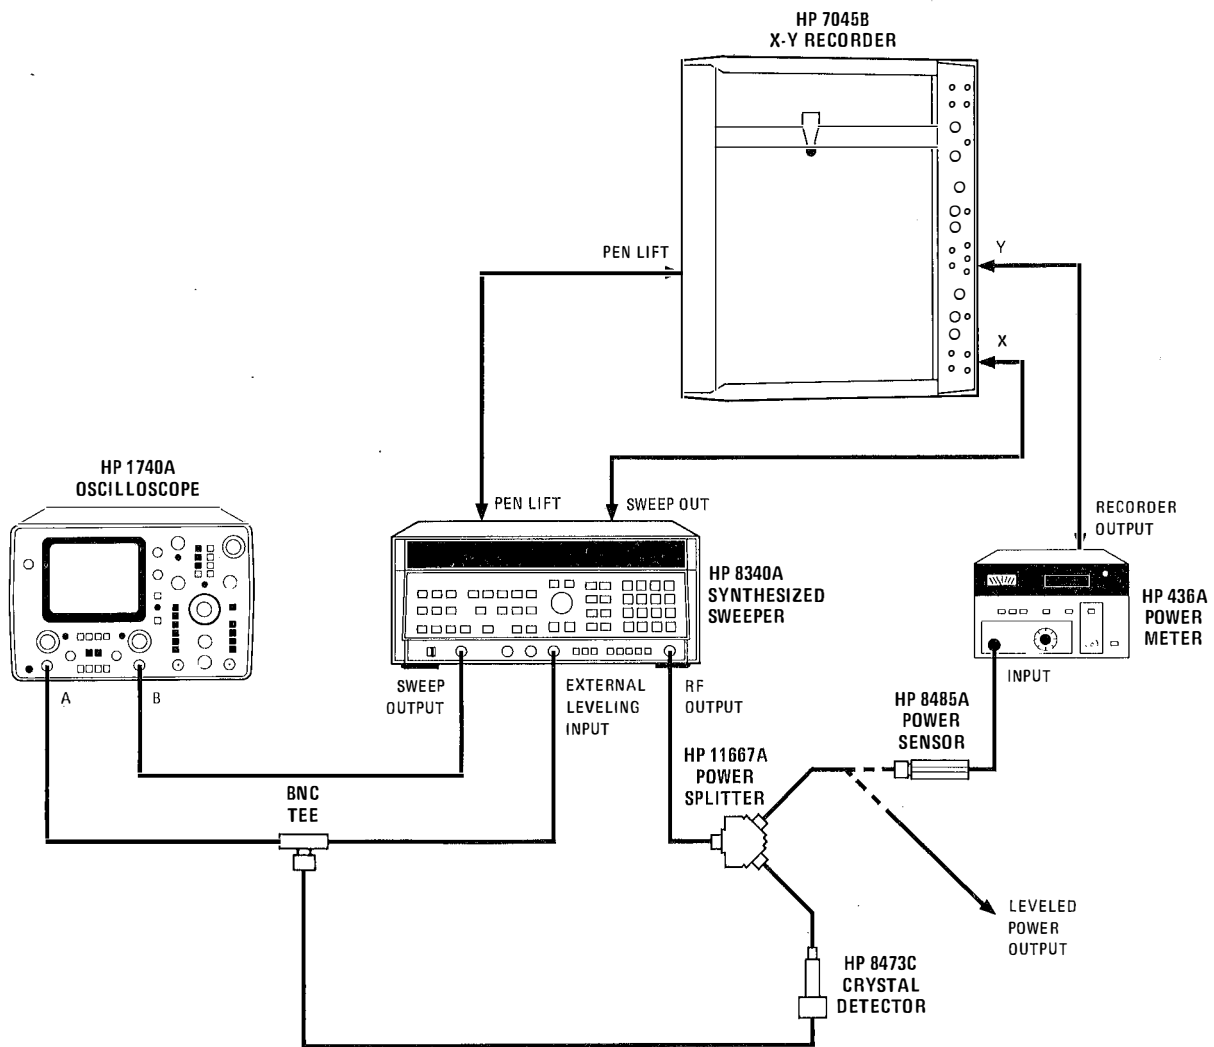 HP 7045B
X-Y RECORDER
PEN LIFT
Y
X
HP 1740A
OSCILLOSCOPE
PEN LIFT
SWEEP OUT
RECORDER
OUTPUT
HP 8340A
SYNTHESIZED
SWEEPER
HP 436A
POWER
METER
A
B
SWEEP
OUTPUT
EXTERNAL
LEVELING
INPUT
RF
OUTPUT
INPUT
HP 8485A
POWER
SENSOR
HP 11667A
POWER
SPLITTER
BNC
TEE
LEVELED
POWER
OUTPUT
HP 8473C
CRYSTAL
DETECTOR